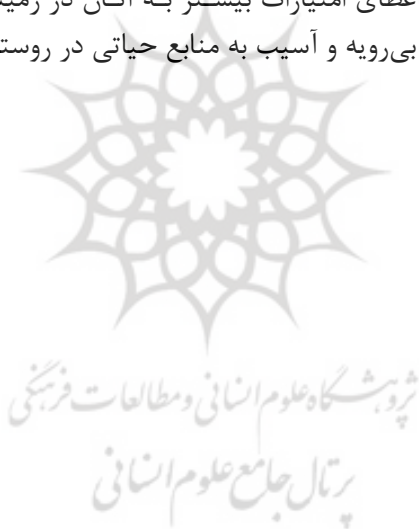 عطای امتیازات بیشتر به آنان در زمین
بی‌رویه و آسیب به منابع حیاتی در روستا
پژوهشگاه علوم انسانی و مطالعات فرهنگی
پرتال جامع علوم انسانی